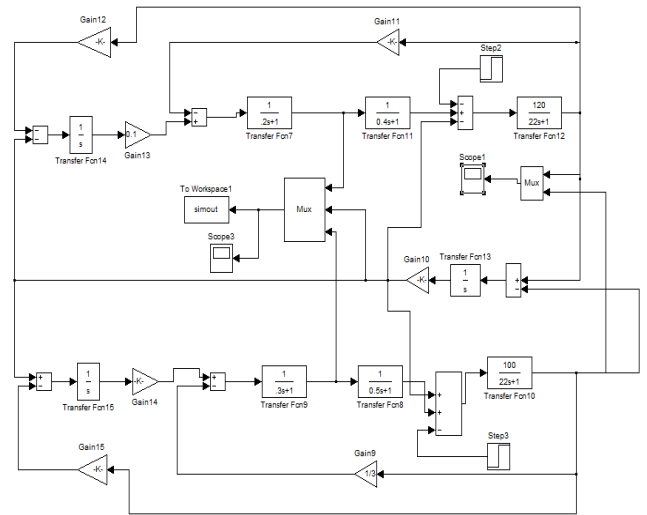 Gain12
-K-
Gain11
-K-
Step2
1
s
Transfer Fcn14
0.1
Gain13
1
.2s+1
Transfer Fcn7
1
0.4s+1
Transfer Fcn11
120
22s+1
Transfer Fcn12
Scope1
Mux
To Workspace1
simout
Scope3
Mux
Gain10
-K-
Transfer Fcn13
1
s
1
s
Transfer Fcn15
-K-
Gain14
1
.3s+1
Transfer Fcn9
1
0.5s+1
Transfer Fcn8
100
22s+1
Transfer Fcn10
Step3
Gain15
-K-
Gain9
1/3